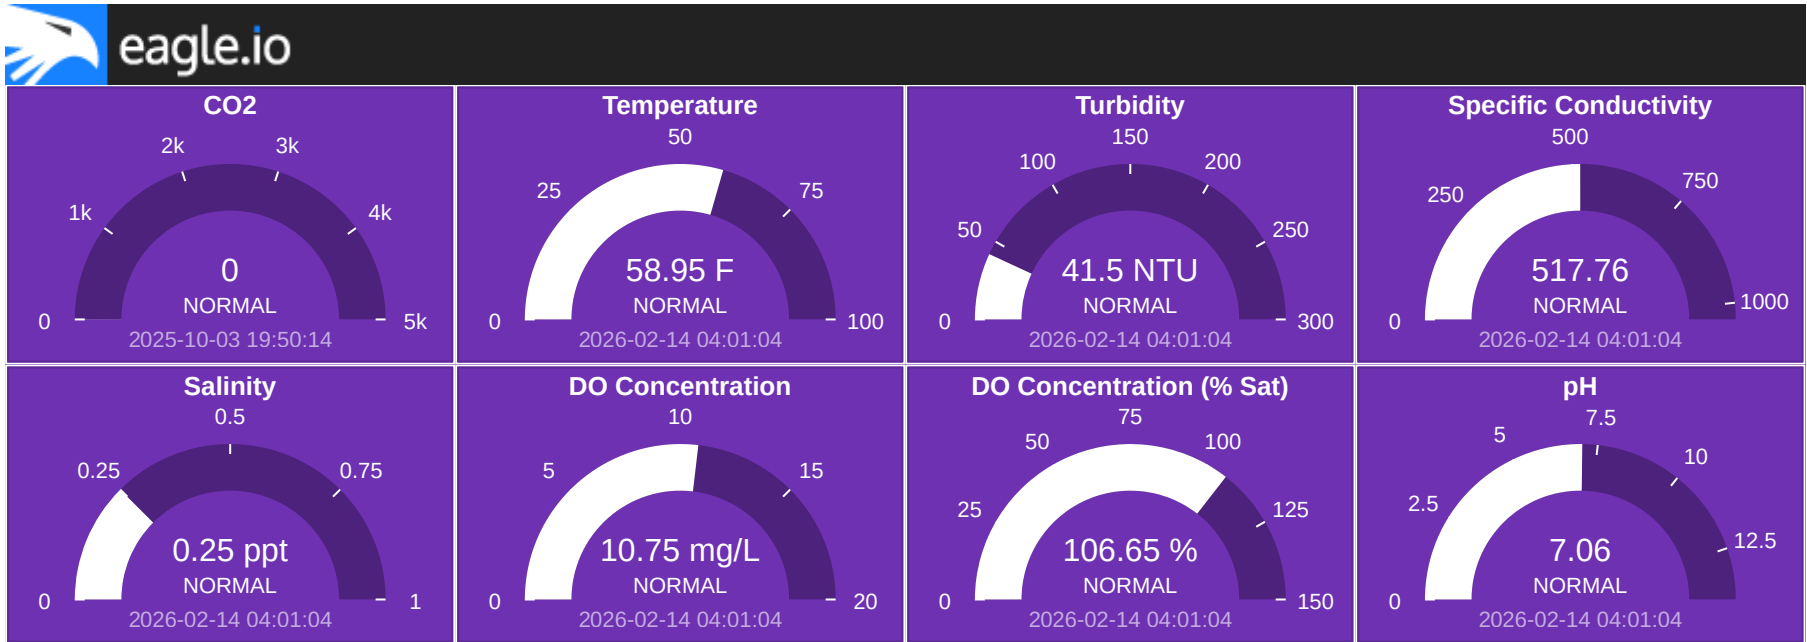 eagle.io
CO2
0
1k
2k
3k
4k
5k
0
NORMAL
2025-10-03 19:50:14
Temperature
0
25
50
75
100
58.95 F
NORMAL
2026-02-14 04:01:04
Turbidity
0
50
100
150
200
250
300
41.5 NTU
NORMAL
2026-02-14 04:01:04
Specific Conductivity
0
250
500
750
1000
517.76
NORMAL
2026-02-14 04:01:04
Salinity
0
0.25
0.5
0.75
1
0.25 ppt
NORMAL
2026-02-14 04:01:04
DO Concentration
0
5
10
15
20
10.75 mg/L
NORMAL
2026-02-14 04:01:04
DO Concentration (% Sat)
0
25
50
75
100
125
150
106.65 %
NORMAL
2026-02-14 04:01:04
pH
0
2.5
5
7.5
10
12.5
7.06
NORMAL
2026-02-14 04:01:04